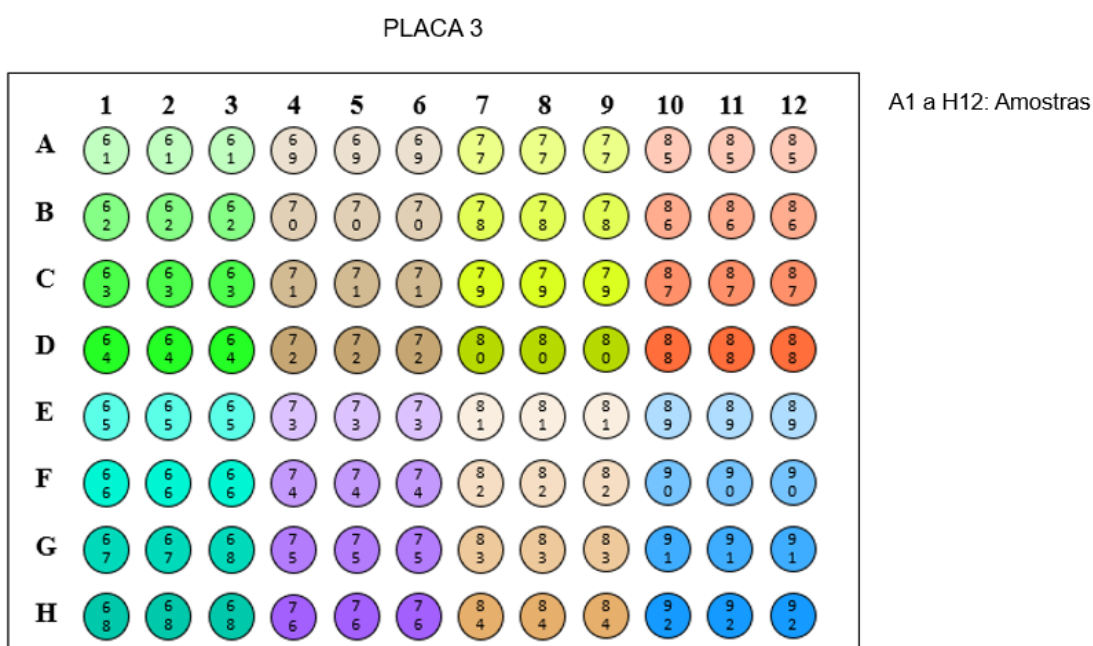 PLACA 3
1 2 3 4 5 6 7 8 9 10 11 12
A1 a H12: Amostras
A 61 61 61 69 69 69 77 77 77 85 85 85
B 62 62 62 70 70 70 78 78 78 86 86 86
C 63 63 63 71 71 71 79 79 79 87 87 87
D 64 64 64 72 72 72 80 80 80 88 88 88
E 65 65 65 73 73 73 81 81 81 89 89 89
F 66 66 66 74 74 74 82 82 82 90 90 90
G 67 67 68 75 75 75 83 83 83 91 91 91
H 68 68 68 76 76 76 84 84 84 92 92 92